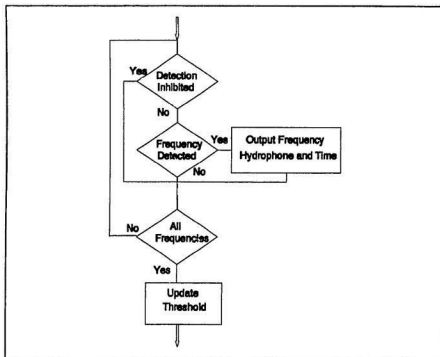 Yes
Detection
Inhibited
No
Frequency
Detected
Yes
Output Frequency
Hydrophone and Time
No
No
All
Frequencies
Yes
Update
Threshold